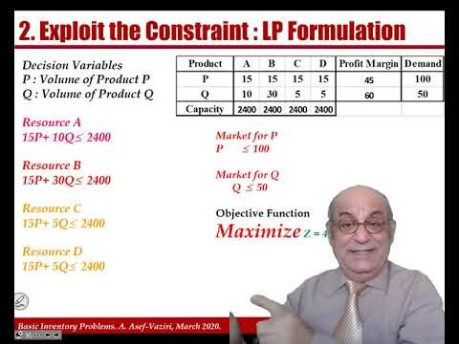 2. Exploit the Constraint : LP Formulation
Decision Variables
P : Volume of Product P
Q : Volume of Product Q
Product A B C D Profit Margin Demand
P 15 15 15 15 45 100
Q 10 30 5 5 60 50
Capacity 2400 2400 2400 2400
Resource A
15P+ 10Q≤ 2400
Resource B
15P+ 30Q≤ 2400
Resource C
15P+ 5Q≤ 2400
Resource D
15P+ 5Q≤ 2400
Market for P
P ≤ 100
Market for Q
Q ≤ 50
Objective Function
Maximize Z = 4
Basic Inventory Problems. A. Asef-Vaziri, March 2020.